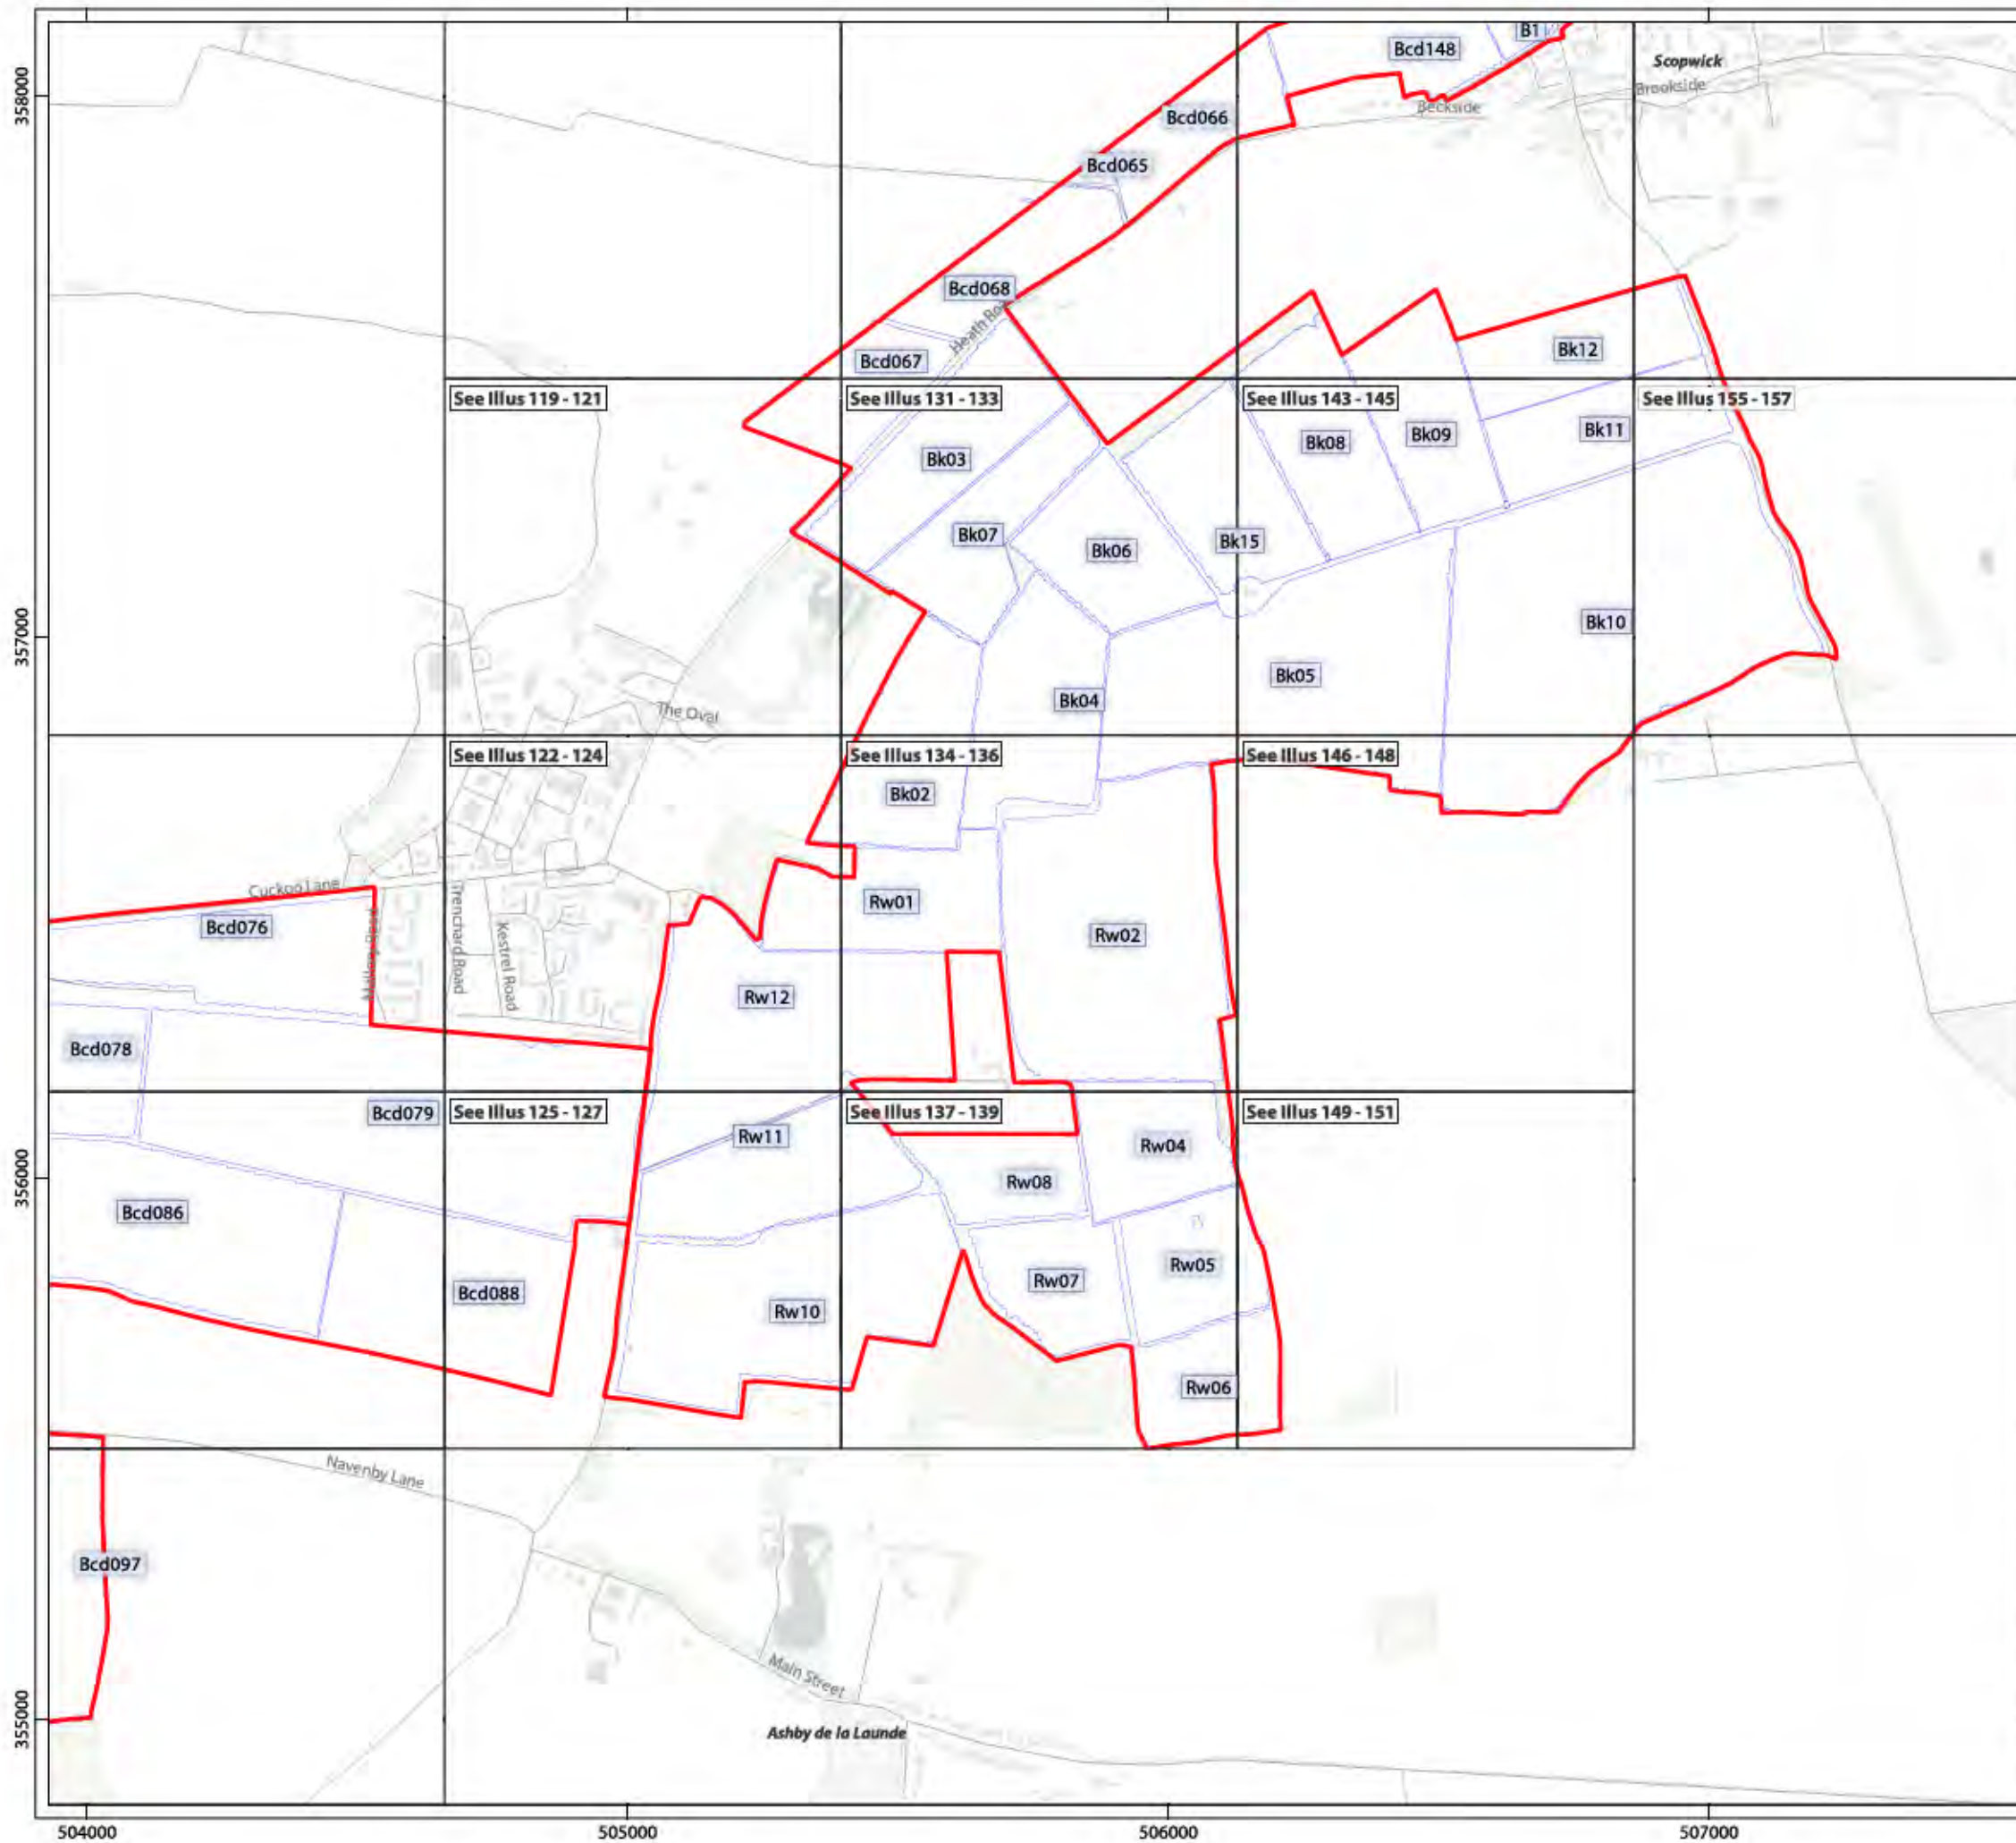 B1
Bcd148
Scopwick
Brookside
358000
Beckside
Bcd066
Bcd065
Bcd068
Heath Roa
Bcd067
Bk12
See Illus 119 - 121
See Illus 131 - 133
See Illus 143 - 145
See Illus 155 - 157
Bk03
Bk08
Bk09
Bk11
Bk07
Bk06
Bk15
357000
Bk10
Bk05
Bk04
The Oval
See Illus 122 - 124
See Illus 134 - 136
See Illus 146 - 148
Bk02
Cuckoo Lane
Rw01
Bcd076
Trenchard Road
Kestrel Road
Rw02
Rw12
Bcd078
Bcd079
See Illus 125 - 127
See Illus 137 - 139
See Illus 149 - 151
Rw11
Rw04
356000
Rw08
Bcd086
Rw05
Rw07
Bcd088
Rw10
Rw06
Navenby Lane
Bcd097
355000
Main Street
Ashby de la Launde
504000
505000
506000
507000